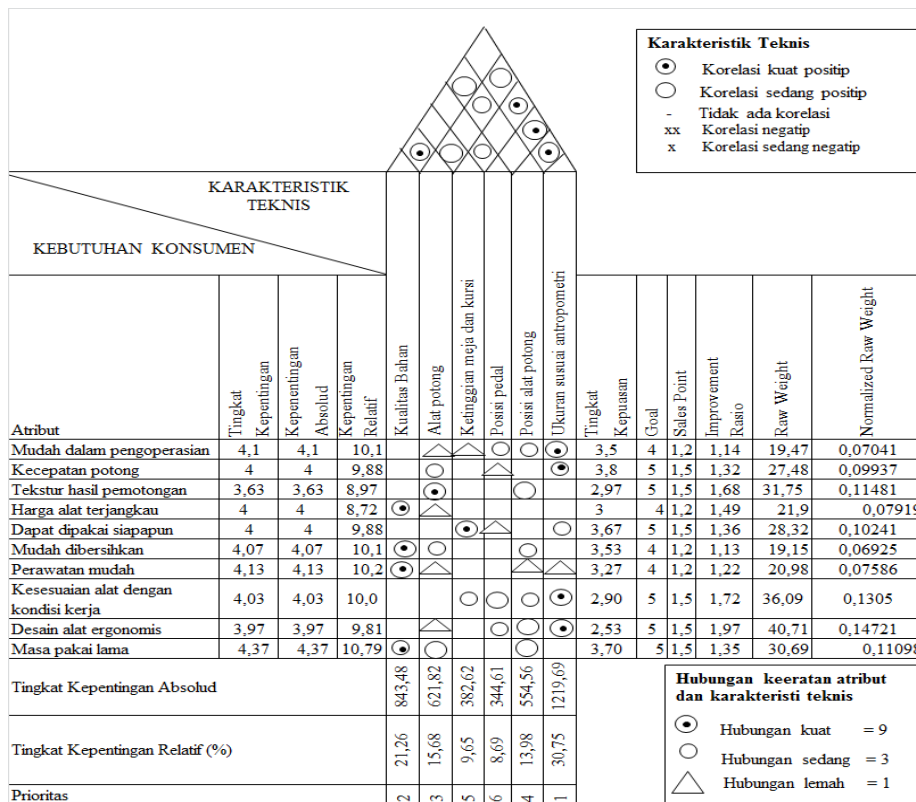 Karakteristik Teknis
Korelasi kuat positip
Korelasi sedang positip
- Tidak ada korelasi
xx Korelasi negatip
x Korelasi sedang negatip
KARAKTERISTIK
TEKNIS
KEBUTUHAN KONSUMEN
Atribut
Tingkat
Kepentingan
Kepenentingan
Absolud
Kepentingan
Relatif
Kualitas Bahan
Alat potong
Ketinggian meja dan kursi
Posisi pedal
Posisi alat potong
Ukuran susuai antropometri
Tingkat
Kepuasan
Goal
Sales Point
Improvement
Rasio
Raw Weight
Normalized Raw Weight
Mudah dalam pengoperasian 4,1 4,1 10,1 3,5 4 1,2 1,14 19,47 0,07041
Kecepatan potong 4 4 9,88 3,8 5 1,5 1,32 27,48 0,09937
Tekstur hasil pemotongan 3,63 3,63 8,97 2,97 5 1,5 1,68 31,75 0,11481
Harga alat terjangkau 4 4 8,72 3 4 1,2 1,49 21,9 0,07919
Dapat dipakai siapapun 4 4 9,88 3,67 5 1,5 1,36 28,32 0,10241
Mudah dibersihkan 4,07 4,07 10,1 3,53 4 1,2 1,13 19,15 0,06925
Perawatan mudah 4,13 4,13 10,2 3,27 4 1,2 1,22 20,98 0,07586
Kesesuaian alat dengan
kondisi kerja 4,03 4,03 10,0 2,90 5 1,5 1,72 36,09 0,1305
Desain alat ergonomis 3,97 3,97 9,81 2,53 5 1,5 1,97 40,71 0,14721
Masa pakai lama 4,37 4,37 10,79 3,70 5 1,5 1,35 30,69 0,11098
Tingkat Kepentingan Absolud 843,48 621,82 382,62 344,61 554,56 1219,69
Tingkat Kepentingan Relatif (%) 21,26 15,68 9,65 8,69 13,98 30,75
Prioritas 2 3 5 6 4 1
Hubungan keeratan atribut
dan karakteristi teknis
Hubungan kuat = 9
Hubungan sedang = 3
Hubungan lemah = 1